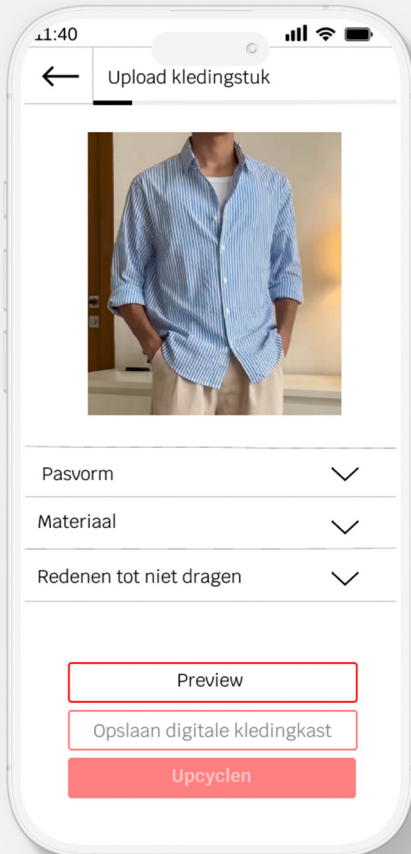 11:40
Upload kledingstuk
Pasvorm
Materiaal
Redenen tot niet dragen
Preview
Opslaan digitale kledingkast
Upcyclen